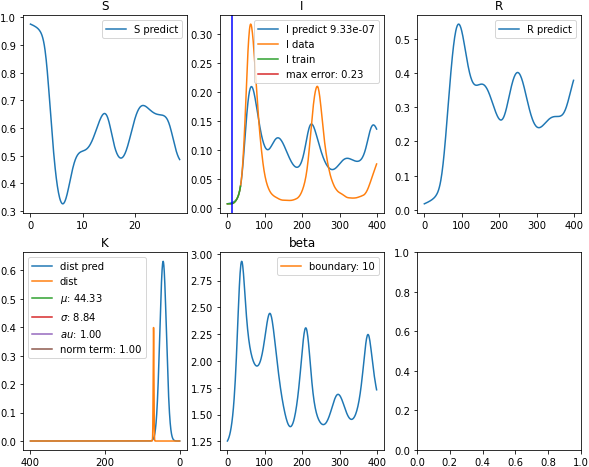 S
I
R
S predict
I predict 9.33e-07
I data
I train
max error: 0.23
R predict
1.0
0.9
0.8
0.7
0.6
0.5
0.4
0.3
0 10 20
0.30
0.25
0.20
0.15
0.10
0.05
0.00
0 100 200 300 400
0.5
0.4
0.3
0.2
0.1
0.0
0 100 200 300 400
K
beta
dist pred
dist
μ: 44.33
σ: 8.84
au: 1.00
norm term: 1.00
boundary: 10
0.6
0.5
0.4
0.3
0.2
0.1
0.0
400 200 0
3.00
2.75
2.50
2.25
2.00
1.75
1.50
1.25
0 100 200 300 400
1.0
0.8
0.6
0.4
0.2
0.0
0.0 0.2 0.4 0.6 0.8 1.0